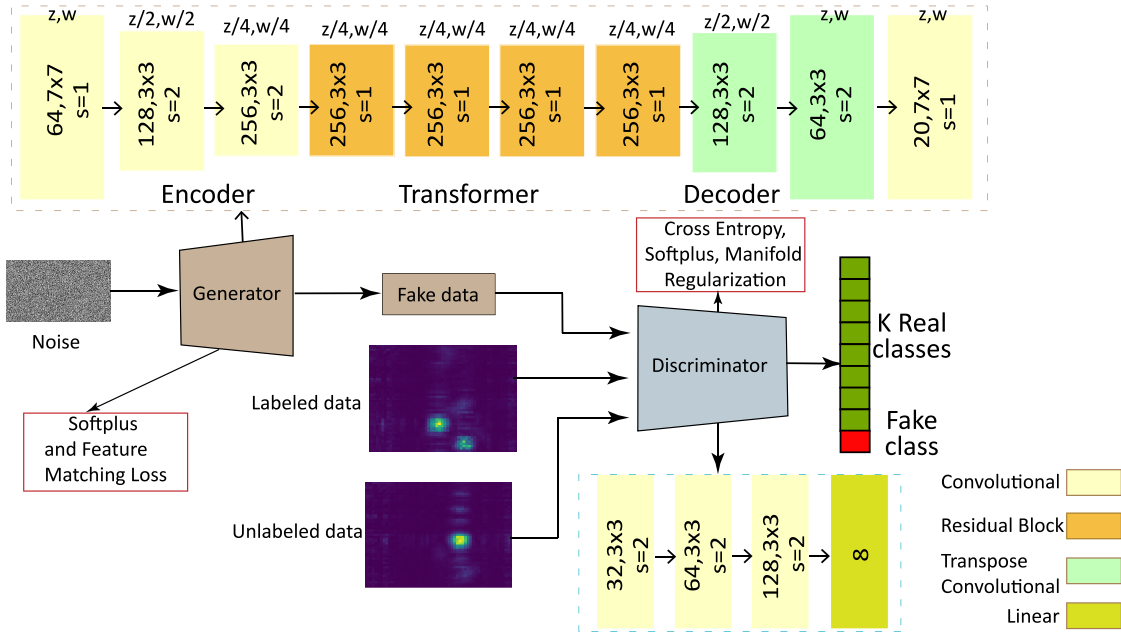 z,w
z/2,w/2
z/4,w/4
z/4,w/4
z/4,w/4
z/4,w/4
z/4,w/4
z/2,w/2
z,w
z,w
64,7x7
s=1
128,3x3
s=2
256,3x3
s=2
256,3x3
s=1
256,3x3
s=1
256,3x3
s=1
256,3x3
s=1
128,3x3
s=2
64,3x3
s=2
20,7x7
s=1
Encoder
Transformer
Decoder
Cross Entropy,
Softplus, Manifold
Regularization
Generator
Fake data
Noise
Discriminator
K Real
classes
Labeled data
Fake
class
Softplus
and Feature
Matching Loss
Unlabeled data
32,3x3
s=2
64,3x3
s=2
128,3x3
s=2
8
Convolutional
Residual Block
Transpose
Convolutional
Linear